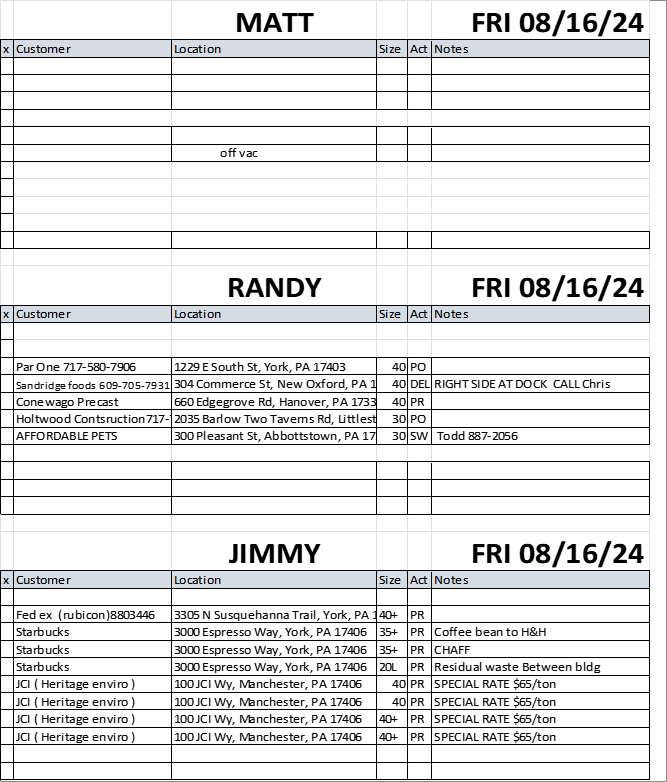 MATT FRI 08/16/24
x Customer Location Size Act Notes
off vac
RANDY FRI 08/16/24
x Customer Location Size Act Notes
Par One 717-580-7906 1229 E South St, York, PA 17403 40 PO
Sandridge foods 609-705-7931 304 Commerce St, New Oxford, PA 1 40 DEL RIGHT SIDE AT DOCK CALL Chris
Conewago Precast 660 Edgegrove Rd, Hanover, PA 1733 40 PR
Holtwood Contsruction 717- 2035 Barlow Two Taverns Rd, Littlest 30 PO
AFFORDABLE PETS 300 Pleasant St, Abbottstown, PA 17 30 SW Todd 887-2056
JIMMY FRI 08/16/24
x Customer Location Size Act Notes
Fed ex (rubicon)8803446 3305 N Susquehanna Trail, York, PA 1 40+ PR
Starbucks 3000 Espresso Way, York, PA 17406 35+ PR Coffee bean to H&H
Starbucks 3000 Espresso Way, York, PA 17406 35+ PR CHAFF
Starbucks 3000 Espresso Way, York, PA 17406 20L PR Residual waste Between bldg
JCI ( Heritage enviro ) 100 JCI Wy, Manchester, PA 17406 40 PR SPECIAL RATE $65/ton
JCI ( Heritage enviro ) 100 JCI Wy, Manchester, PA 17406 40 PR SPECIAL RATE $65/ton
JCI ( Heritage enviro ) 100 JCI Wy, Manchester, PA 17406 40+ PR SPECIAL RATE $65/ton
JCI ( Heritage enviro ) 100 JCI Wy, Manchester, PA 17406 40+ PR SPECIAL RATE $65/ton